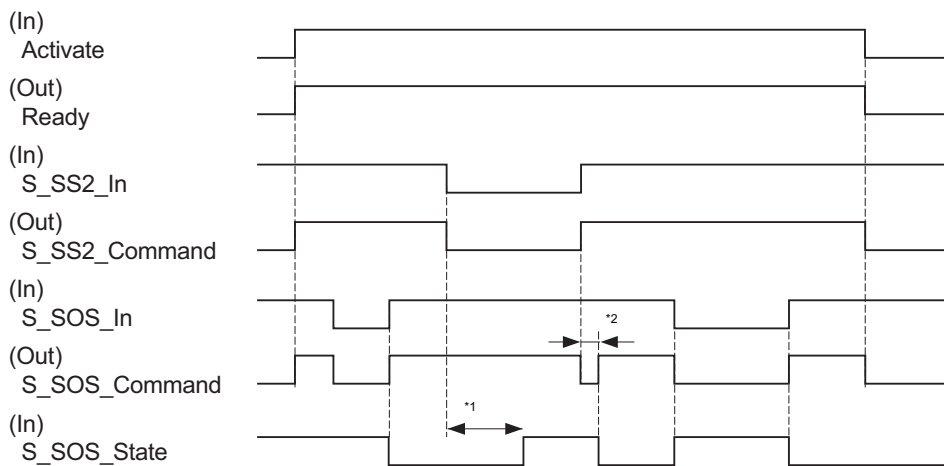 (In)
Activate
(Out)
Ready
(In)
S_SS2_In
(Out)
S_SS2_Command
(In)
S_SOS_In
*2
(Out)
S_SOS_Command
*1
(In)
S_SOS_State